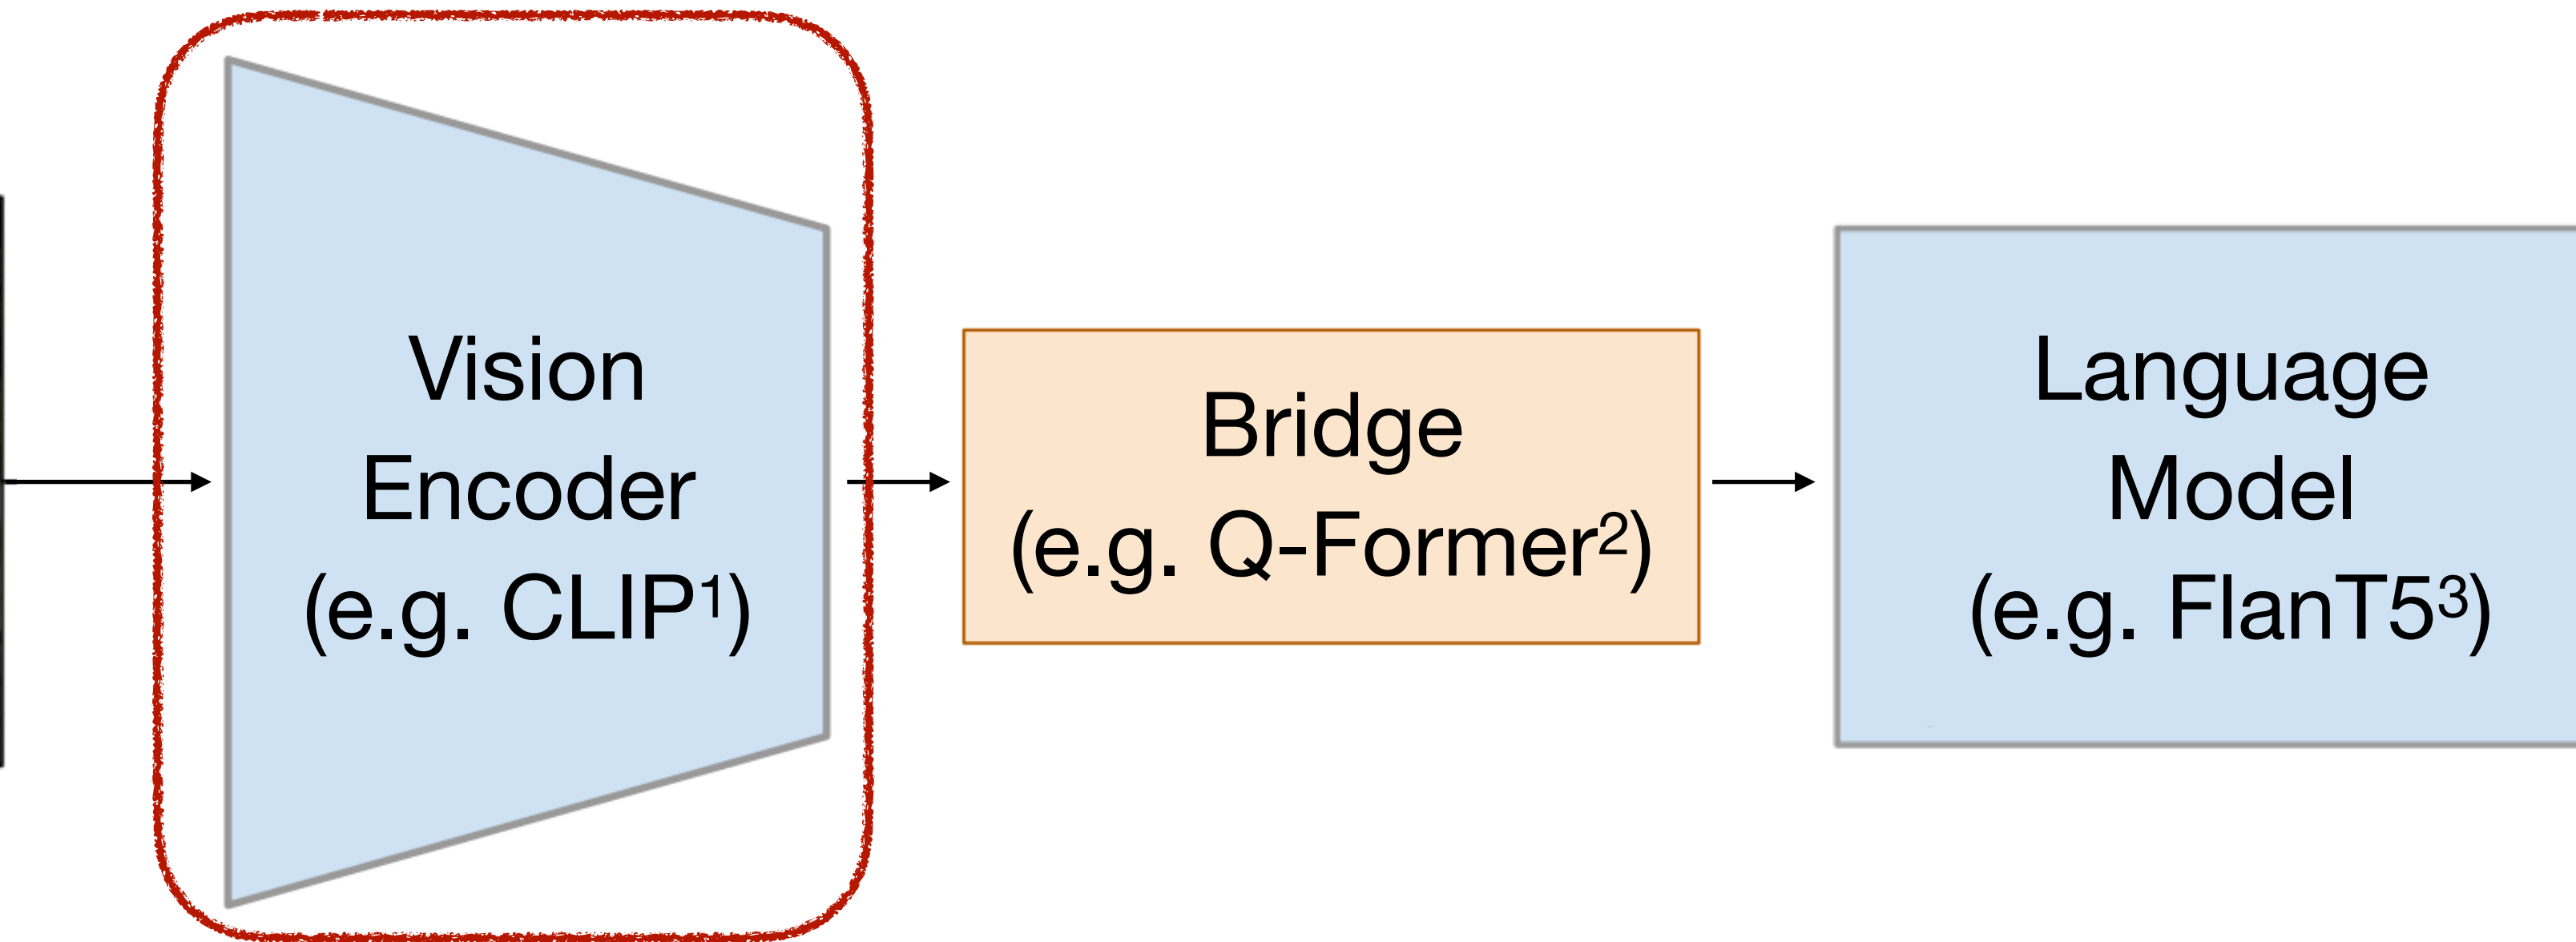 Vision
Encoder
(e.g. CLIP¹)
Bridge
(e.g. Q-Former²)
Language
Model
(e.g. FlanT5³)